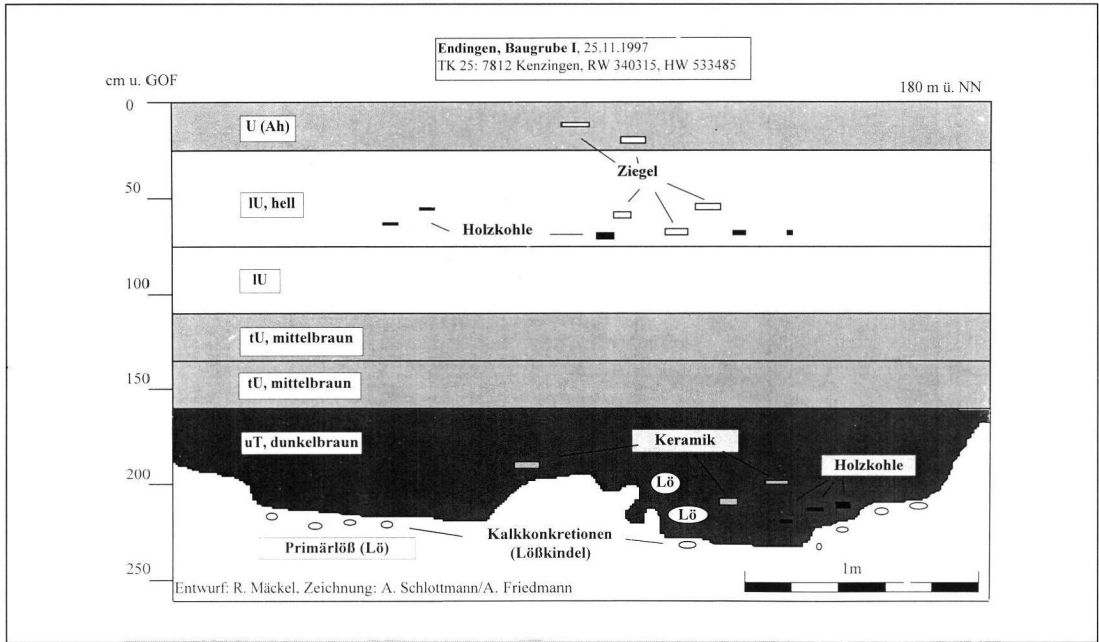 Endingen, Baugrube I, 25.11.1997
TK 25: 7812 Kenzingen, RW 340315, HW 533485
cm u. GOF
180 m ü. NN
0
U (Ah)
Ziegel
50
lU, hell
Holzkohle
100
lU
tU, mittelbraun
150
tU, mittelbraun
uT, dunkelbraun
Keramik
Holzkohle
200
Lö
Lö
Kalkkonkretionen
(Lößkindel)
Primärlöß (Lö)
250
1m
Entwurf: R. Mäckel, Zeichnung: A. Schlottmann/A. Friedmann